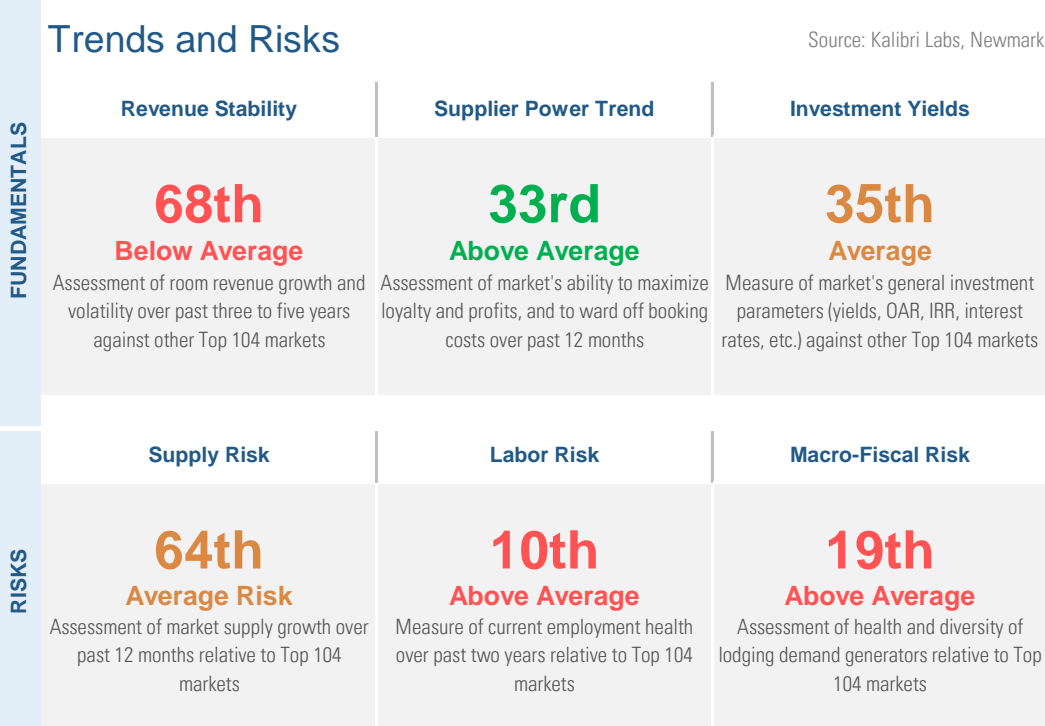 Trends and Risks
Source: Kalibri Labs, Newmark
FUNDAMENTALS
Revenue Stability
68th
Below Average
Assessment of room revenue growth and
volatility over past three to five years
against other Top 104 markets
Supplier Power Trend
33rd
Above Average
Assessment of market's ability to maximize
loyalty and profits, and to ward off booking
costs over past 12 months
Investment Yields
35th
Average
Measure of market's general investment
parameters (yields, OAR, IRR, interest
rates, etc.) against other Top 104 markets
RISKS
Supply Risk
64th
Average Risk
Assessment of market supply growth over
past 12 months relative to Top 104
markets
Labor Risk
10th
Above Average
Measure of current employment health
over past two years relative to Top 104
markets
Macro-Fiscal Risk
19th
Above Average
Assessment of health and diversity of
lodging demand generators relative to Top
104 markets